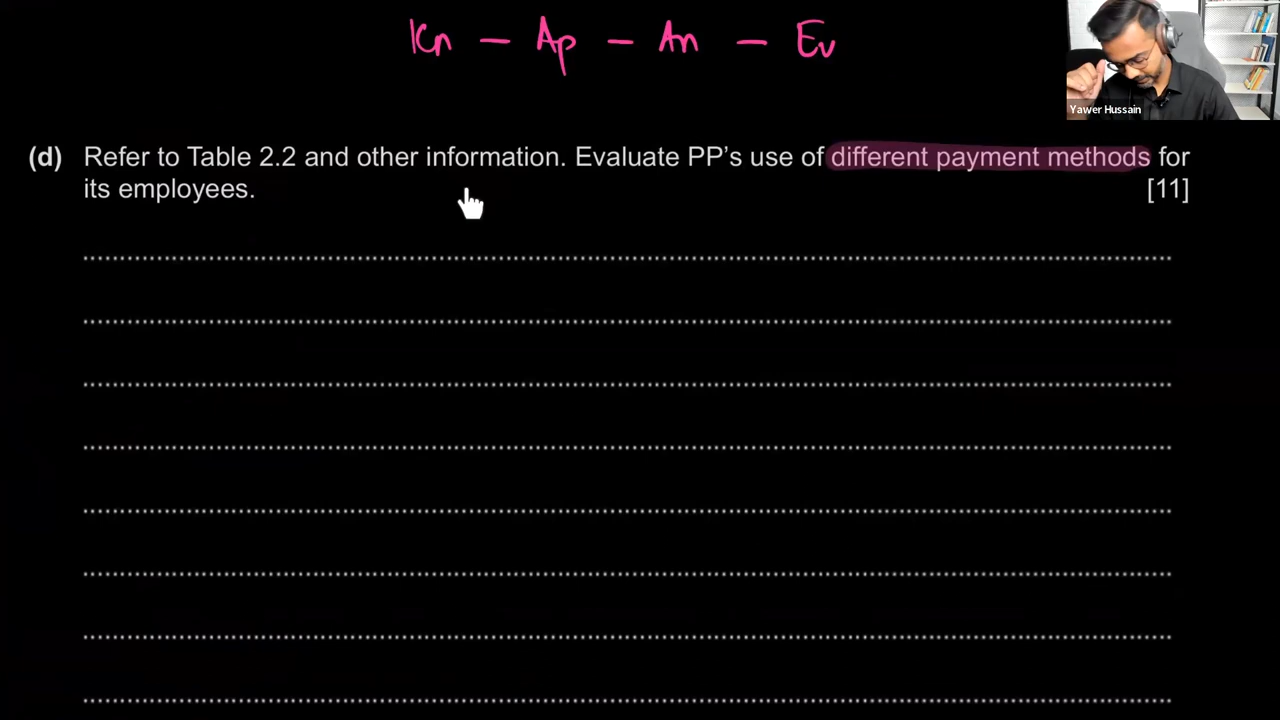 Kn - Ap - An - Ev
Yawer Hussain
(d) Refer to Table 2.2 and other information. Evaluate PP's use of different payment methods for
its employees. [11]